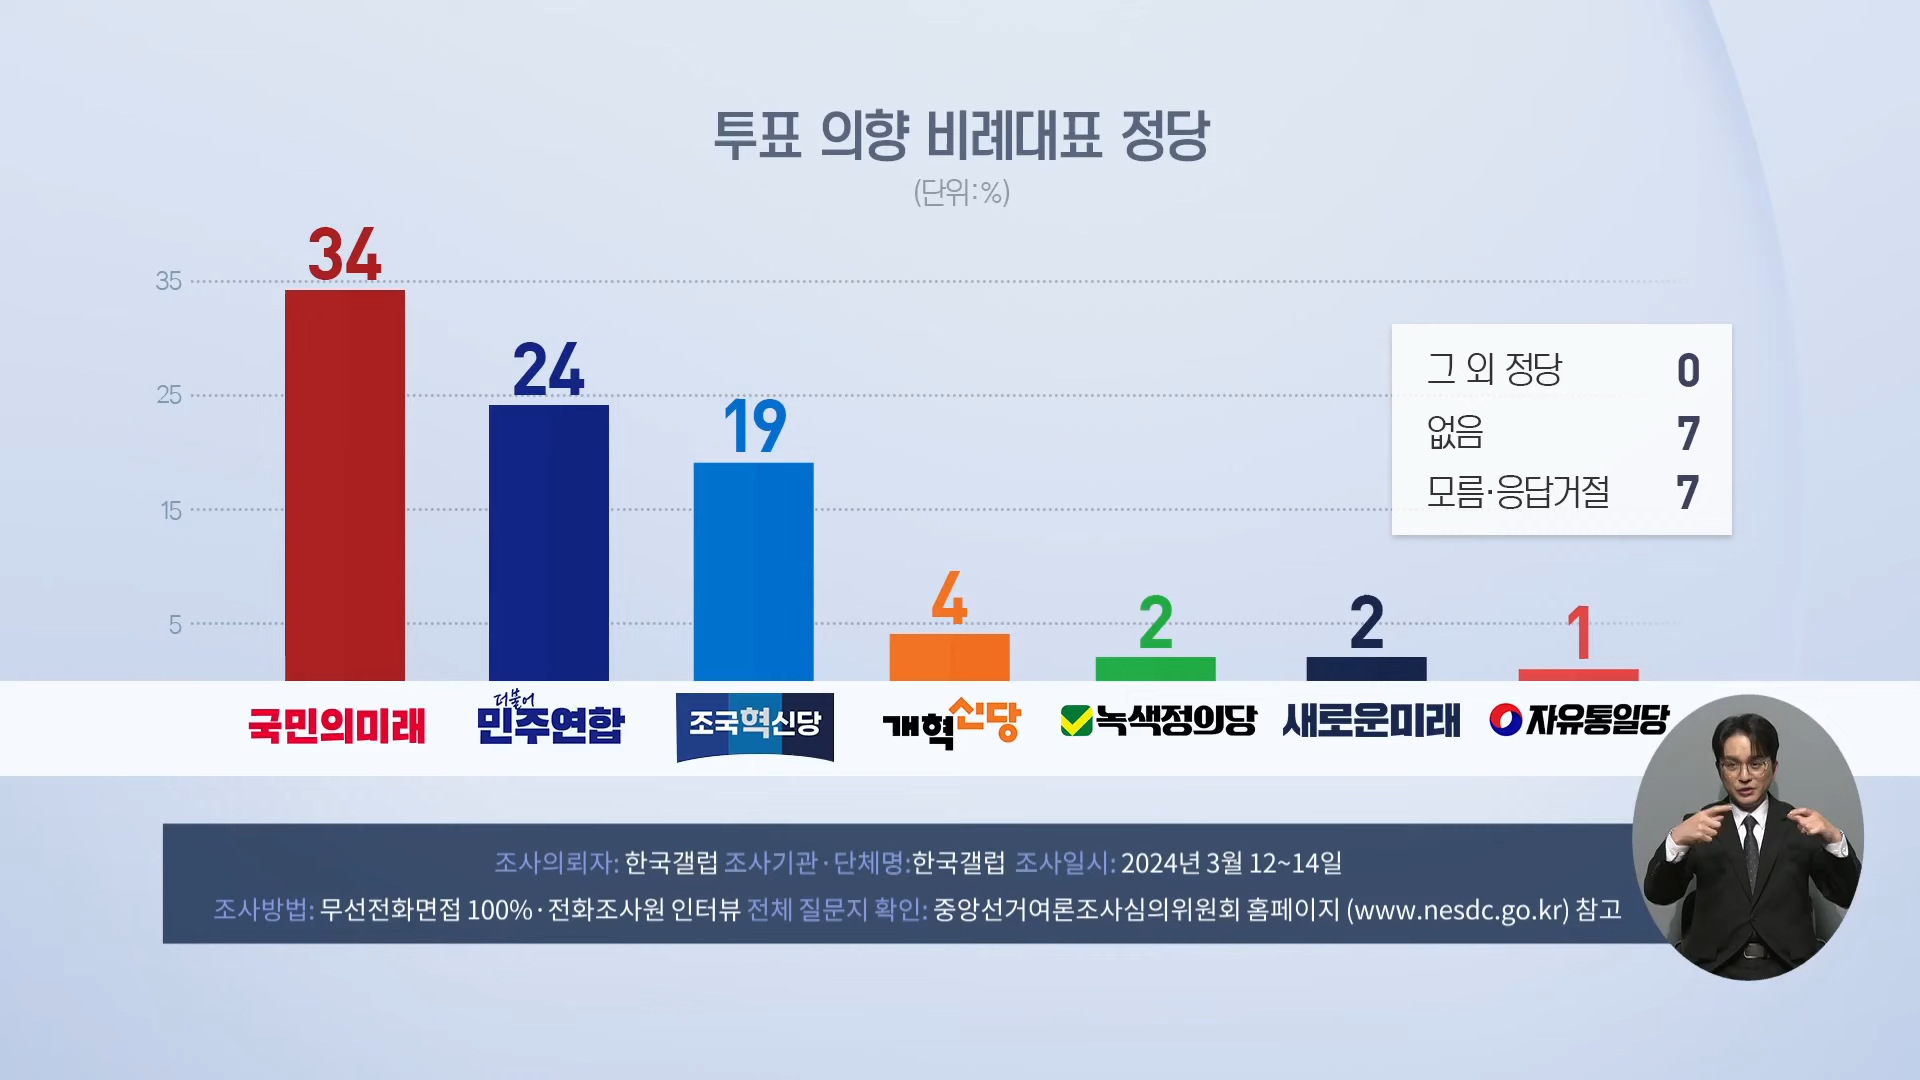 투표 의향 비례대표 정당
(단위:%)
35
25
15
5
34
24
19
4
2
2
1
그 외 정당 0
없음 7
모름·응답거절 7
국민의미래
더불어
민주연합
조국혁신당
개혁신당
녹색정의당
새로운미래
자유통일당
조사의뢰자: 한국갤럽 조사기관·단체명:한국갤럽 조사일시: 2024년 3월 12~14일
조사방법: 무선전화면접 100%·전화조사원 인터뷰 전체 질문지 확인: 중앙선거여론조사심의위원회 홈페이지 (www.nesdc.go.kr) 참고